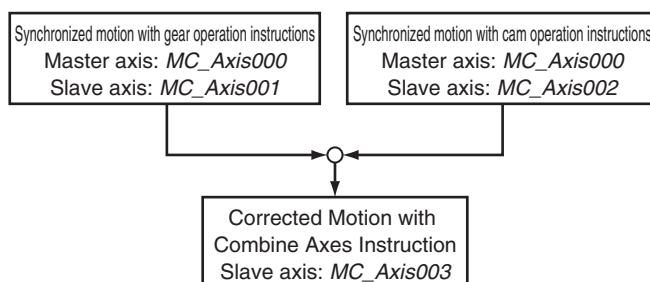 Synchronized motion with gear operation instructions
Master axis: MC_Axis000
Slave axis: MC_Axis001
Synchronized motion with cam operation instructions
Master axis: MC_Axis000
Slave axis: MC_Axis002
Corrected Motion with
Combine Axes Instruction
Slave axis: MC_Axis003